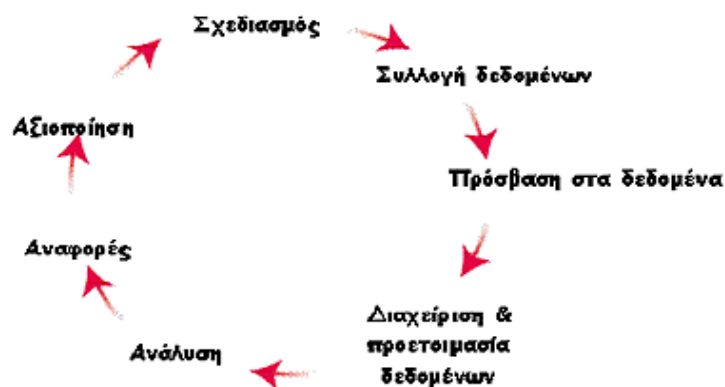 Σχεδιασμός
Συλλογή δεδομένων
Πρόσβαση στα δεδομένα
Διαχείριση &
προετοιμασία
δεδομένων
Ανάλυση
Αναφορές
Αξιοποίηση